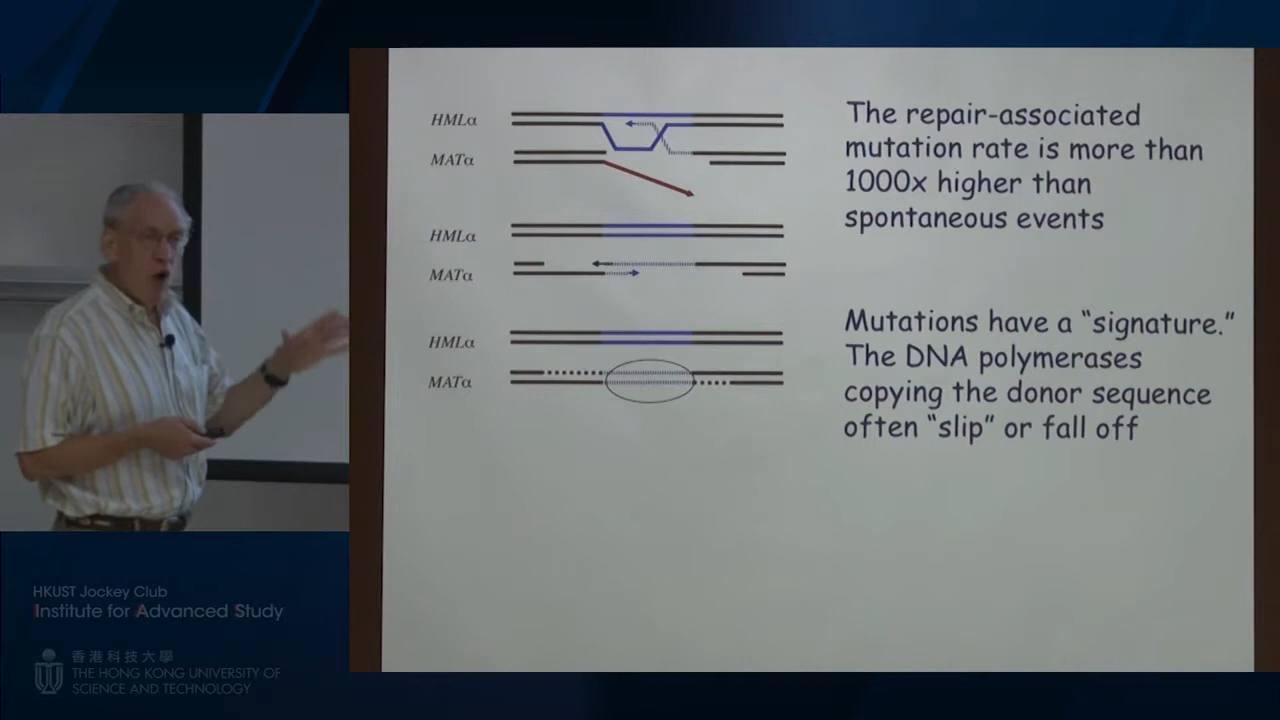 HMLα
MATα
HMLα
MATα
HMLα
MATα
The repair-associated
mutation rate is more than
1000x higher than
spontaneous events
Mutations have a “signature.”
The DNA polymerases
copying the donor sequence
often “slip” or fall off
HKUST Jockey Club
Institute for Advanced Study
香港科技大學
THE HONG KONG UNIVERSITY OF
SCIENCE AND TECHNOLOGY